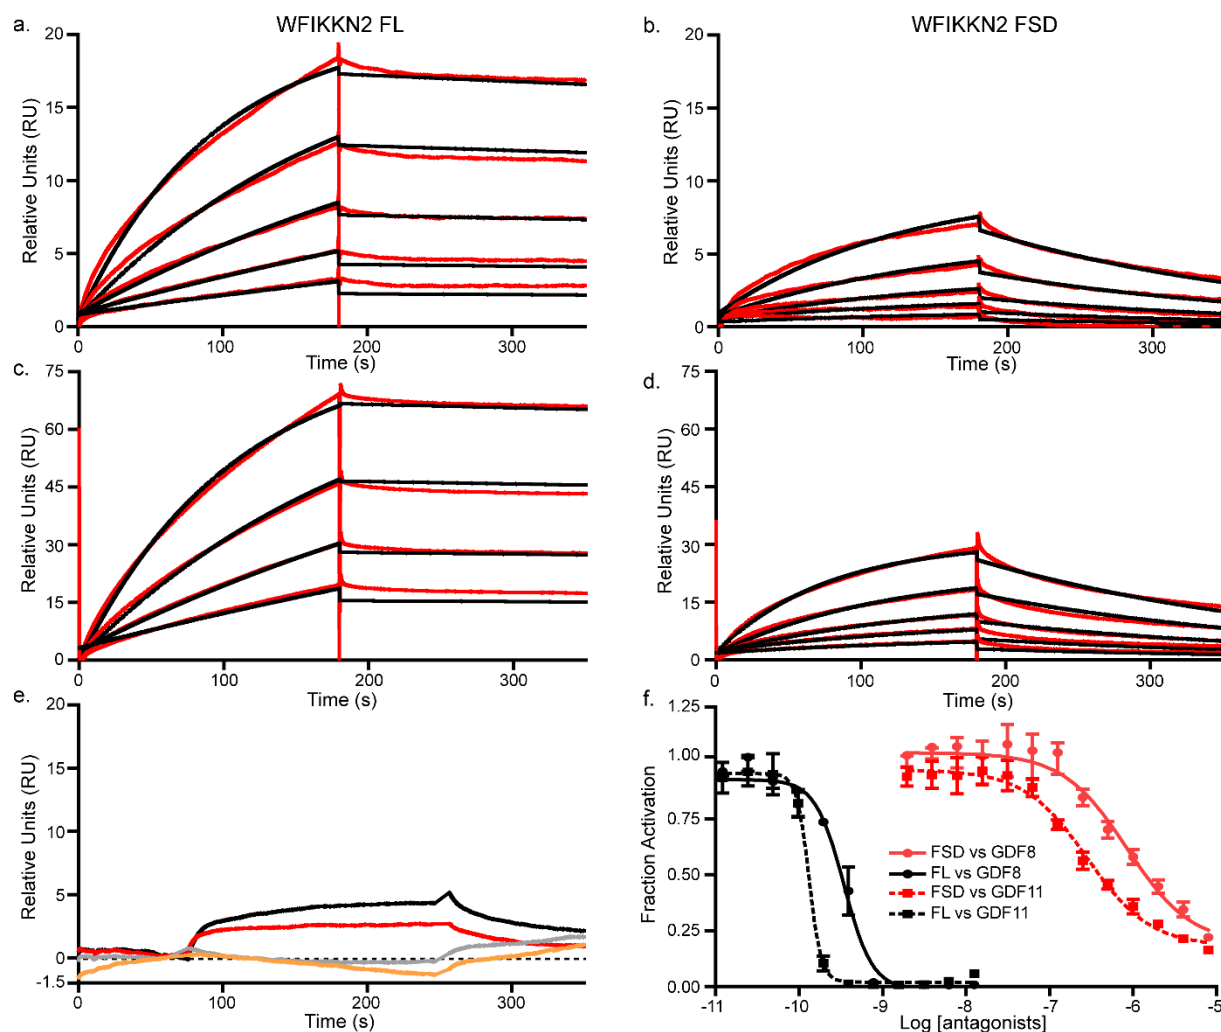 a.
WFIKKN2 FL
b.
WFIKKN2 FSD
Relative Units (RU)
20
15
10
5
0
0
100
200
300
Time (s)
Relative Units (RU)
20
15
10
5
0
0
100
200
300
Time (s)
c.
Relative Units (RU)
75
60
45
30
15
0
0
100
200
300
Time (s)
d.
Relative Units (RU)
75
60
45
30
15
0
0
100
200
300
Time (s)
e.
Relative Units (RU)
20
15
10
5
0
-1.5
0
100
200
300
Time (s)
f.
Fraction Activation
1.25
1.00
0.75
0.50
0.25
0.00
FSD vs GDF8
FL vs GDF8
FSD vs GDF11
FL vs GDF11
-11
-10
-9
-8
-7
-6
-5
Log [antagonists]